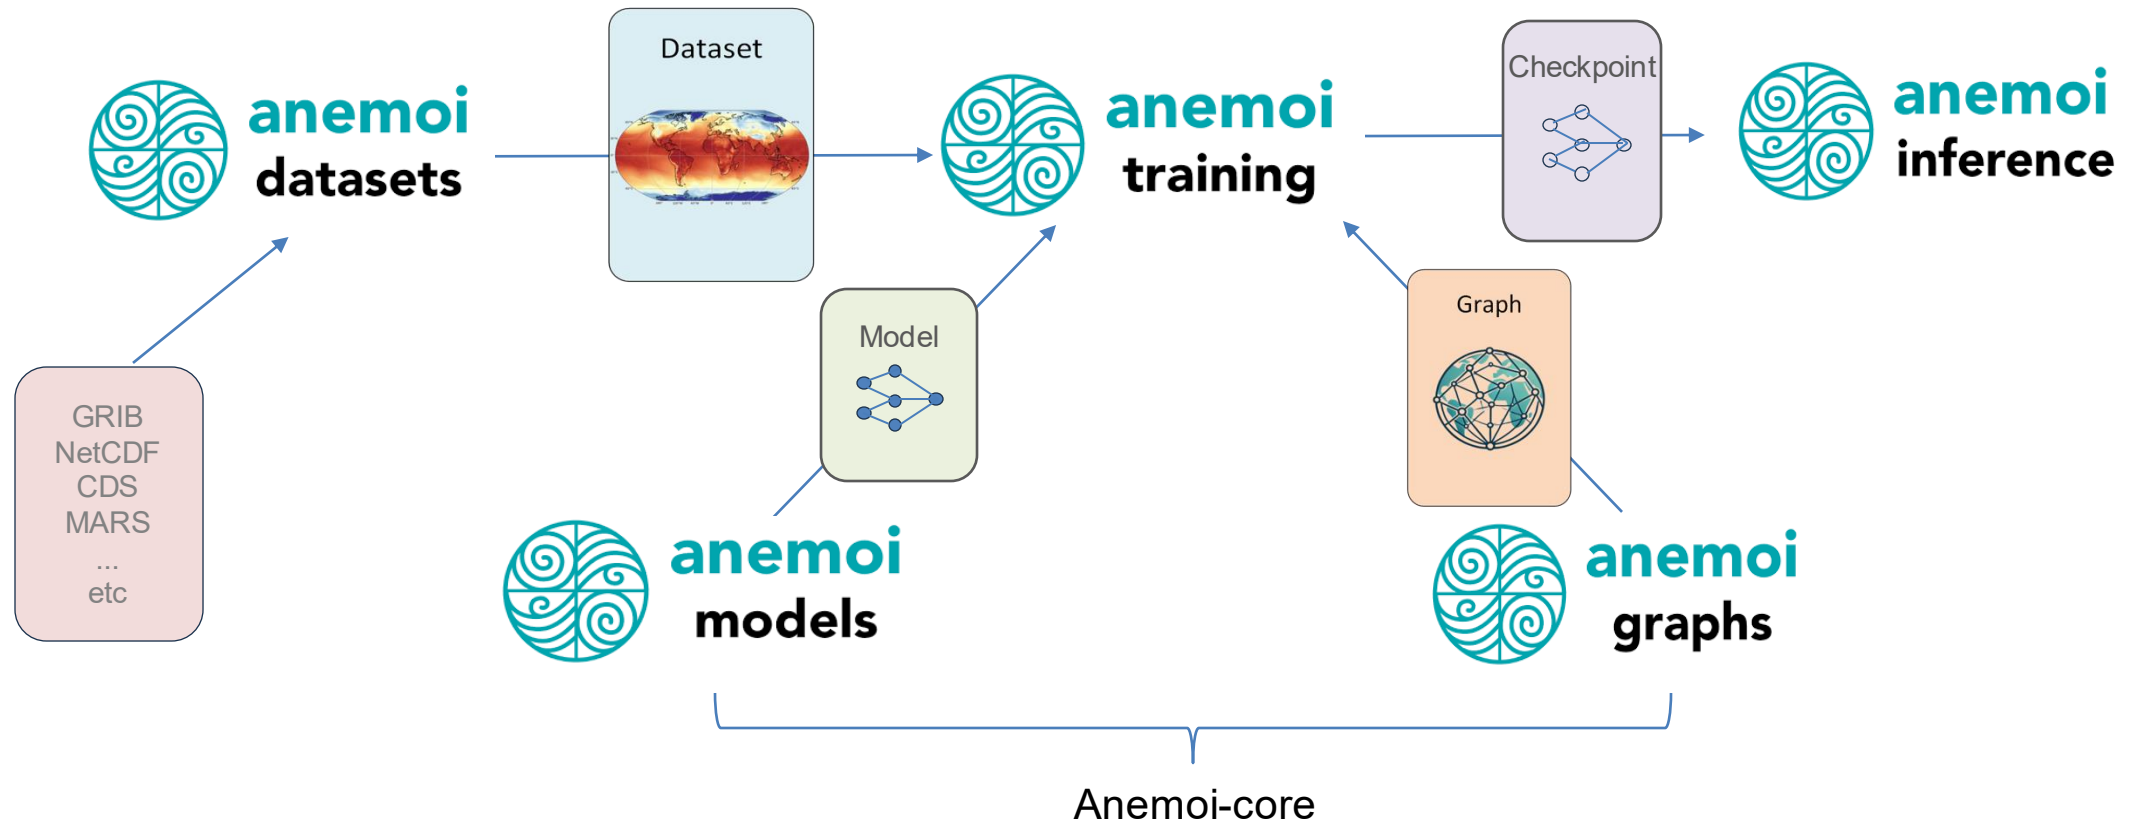 anemoi
datasets
Dataset
anemoi
training
Checkpoint
anemoi
inference
GRIB
NetCDF
CDS
MARS
...
etc
Model
Graph
anemoi
models
anemoi
graphs
Anemoi-core